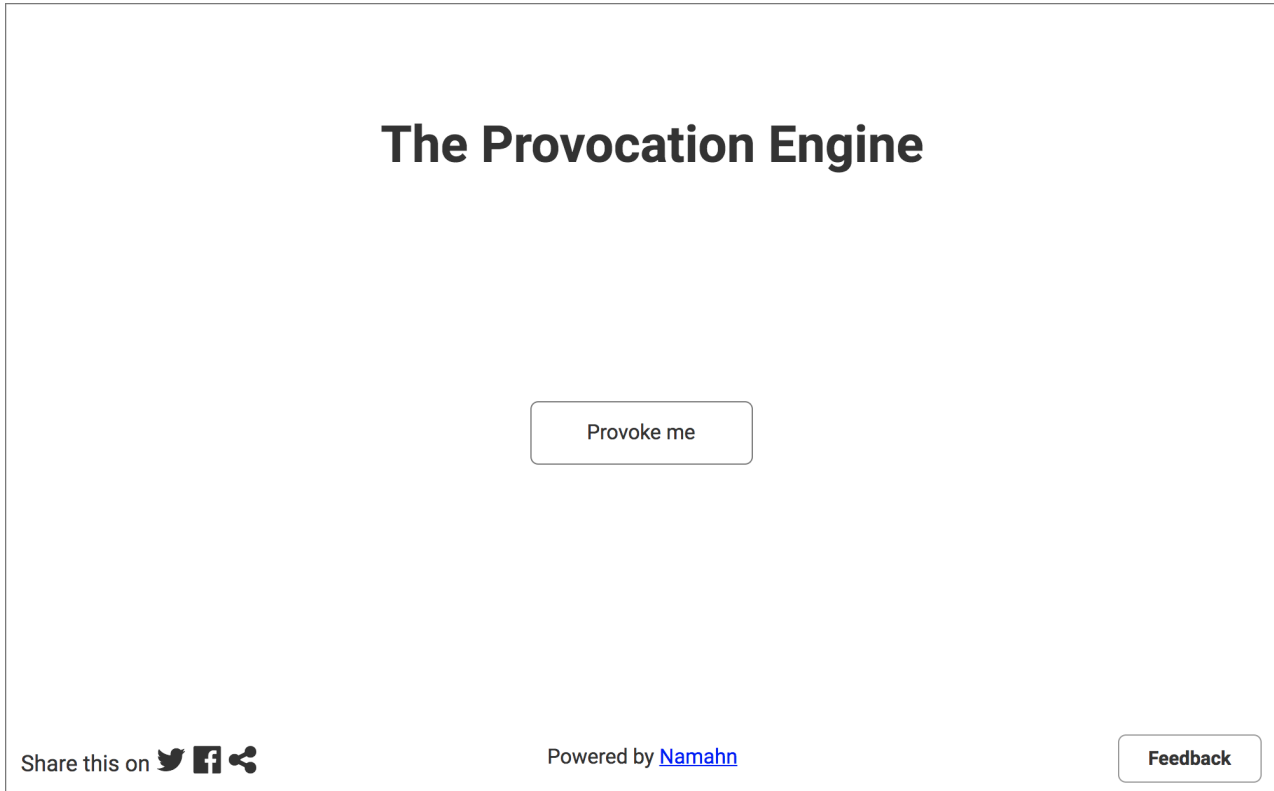 The Provocation Engine
Provoke me
Share this on
Powered by Namahn
Feedback